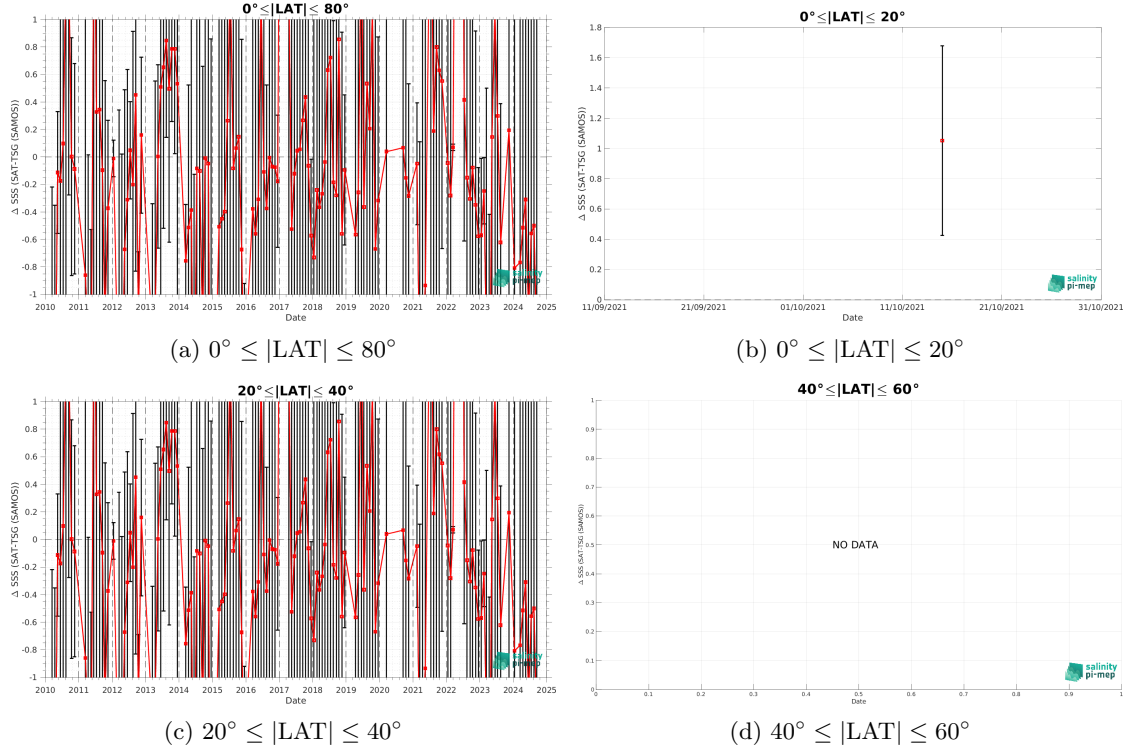 0°≤|LAT|≤ 80°
1
0.8
0.6
0.4
0.2
0
-0.2
-0.4
-0.6
-0.8
-1
Δ SSS (SAT-TSG (SAMOS))
2010 2011 2012 2013 2014 2015 2016 2017 2018 2019 2020 2021 2022 2023 2024 2025
Date
salinity
pi-mep
(a) 0° ≤ |LAT| ≤ 80°
0°≤|LAT|≤ 20°
1.8
1.6
1.4
1.2
1
0.8
0.6
0.4
0.2
0
Δ SSS (SAT-TSG (SAMOS))
11/09/2021 21/09/2021 01/10/2021 11/10/2021 21/10/2021 31/10/2021
Date
salinity
pi-mep
(b) 0° ≤ |LAT| ≤ 20°
20°≤|LAT|≤ 40°
1
0.8
0.6
0.4
0.2
0
-0.2
-0.4
-0.6
-0.8
-1
Δ SSS (SAT-TSG (SAMOS))
2010 2011 2012 2013 2014 2015 2016 2017 2018 2019 2020 2021 2022 2023 2024 2025
Date
salinity
pi-mep
(c) 20° ≤ |LAT| ≤ 40°
40°≤|LAT|≤ 60°
1
0.9
0.8
0.7
0.6
0.5
0.4
0.3
0.2
0.1
0
Δ SSS (SAT-TSG (SAMOS))
NO DATA
0 0.1 0.2 0.3 0.4 0.5 0.6 0.7 0.8 0.9 1
Date
salinity
pi-mep
(d) 40° ≤ |LAT| ≤ 60°